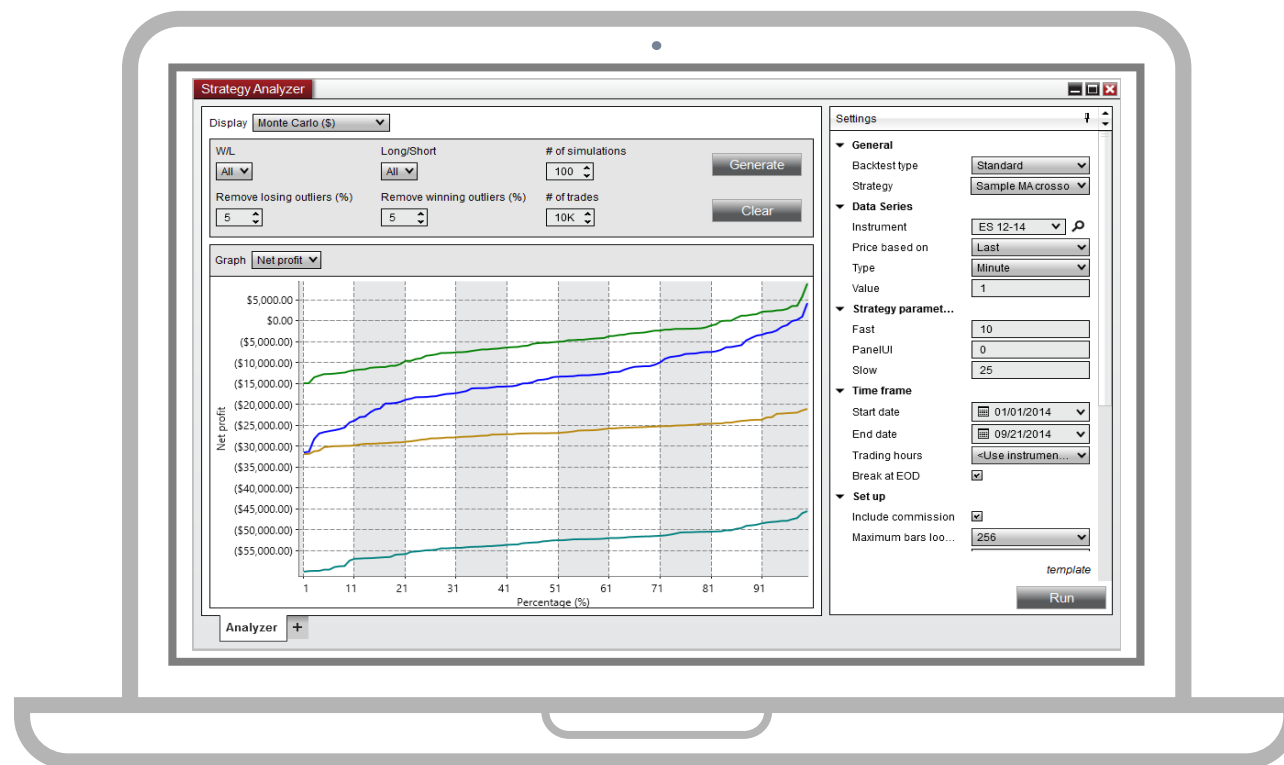 Strategy Analyzer
Display Monte Carlo ($)
W/L Long/Short # of simulations
All All 100 Generate
Remove losing outliers (%) Remove winning outliers (%) # of trades
5 5 10K Clear
Graph Net profit
$5,000.00
$0.00
($5,000.00)
($10,000.00)
($15,000.00)
($20,000.00)
($25,000.00)
($30,000.00)
($35,000.00)
($40,000.00)
($45,000.00)
($50,000.00)
($55,000.00)
Net profit
1 11 21 31 41 51 61 71 81 91
Percentage (%)
Analyzer +
Settings
General
Backtest type Standard
Strategy Sample MA crosso
Data Series
Instrument ES 12-14
Price based on Last
Type Minute
Value 1
Strategy paramet...
Fast 10
PanelUI 0
Slow 25
Time frame
Start date 01/01/2014
End date 09/21/2014
Trading hours <Use instrumen...
Break at EOD
Set up
Include commission
Maximum bars loo... 256
template
Run